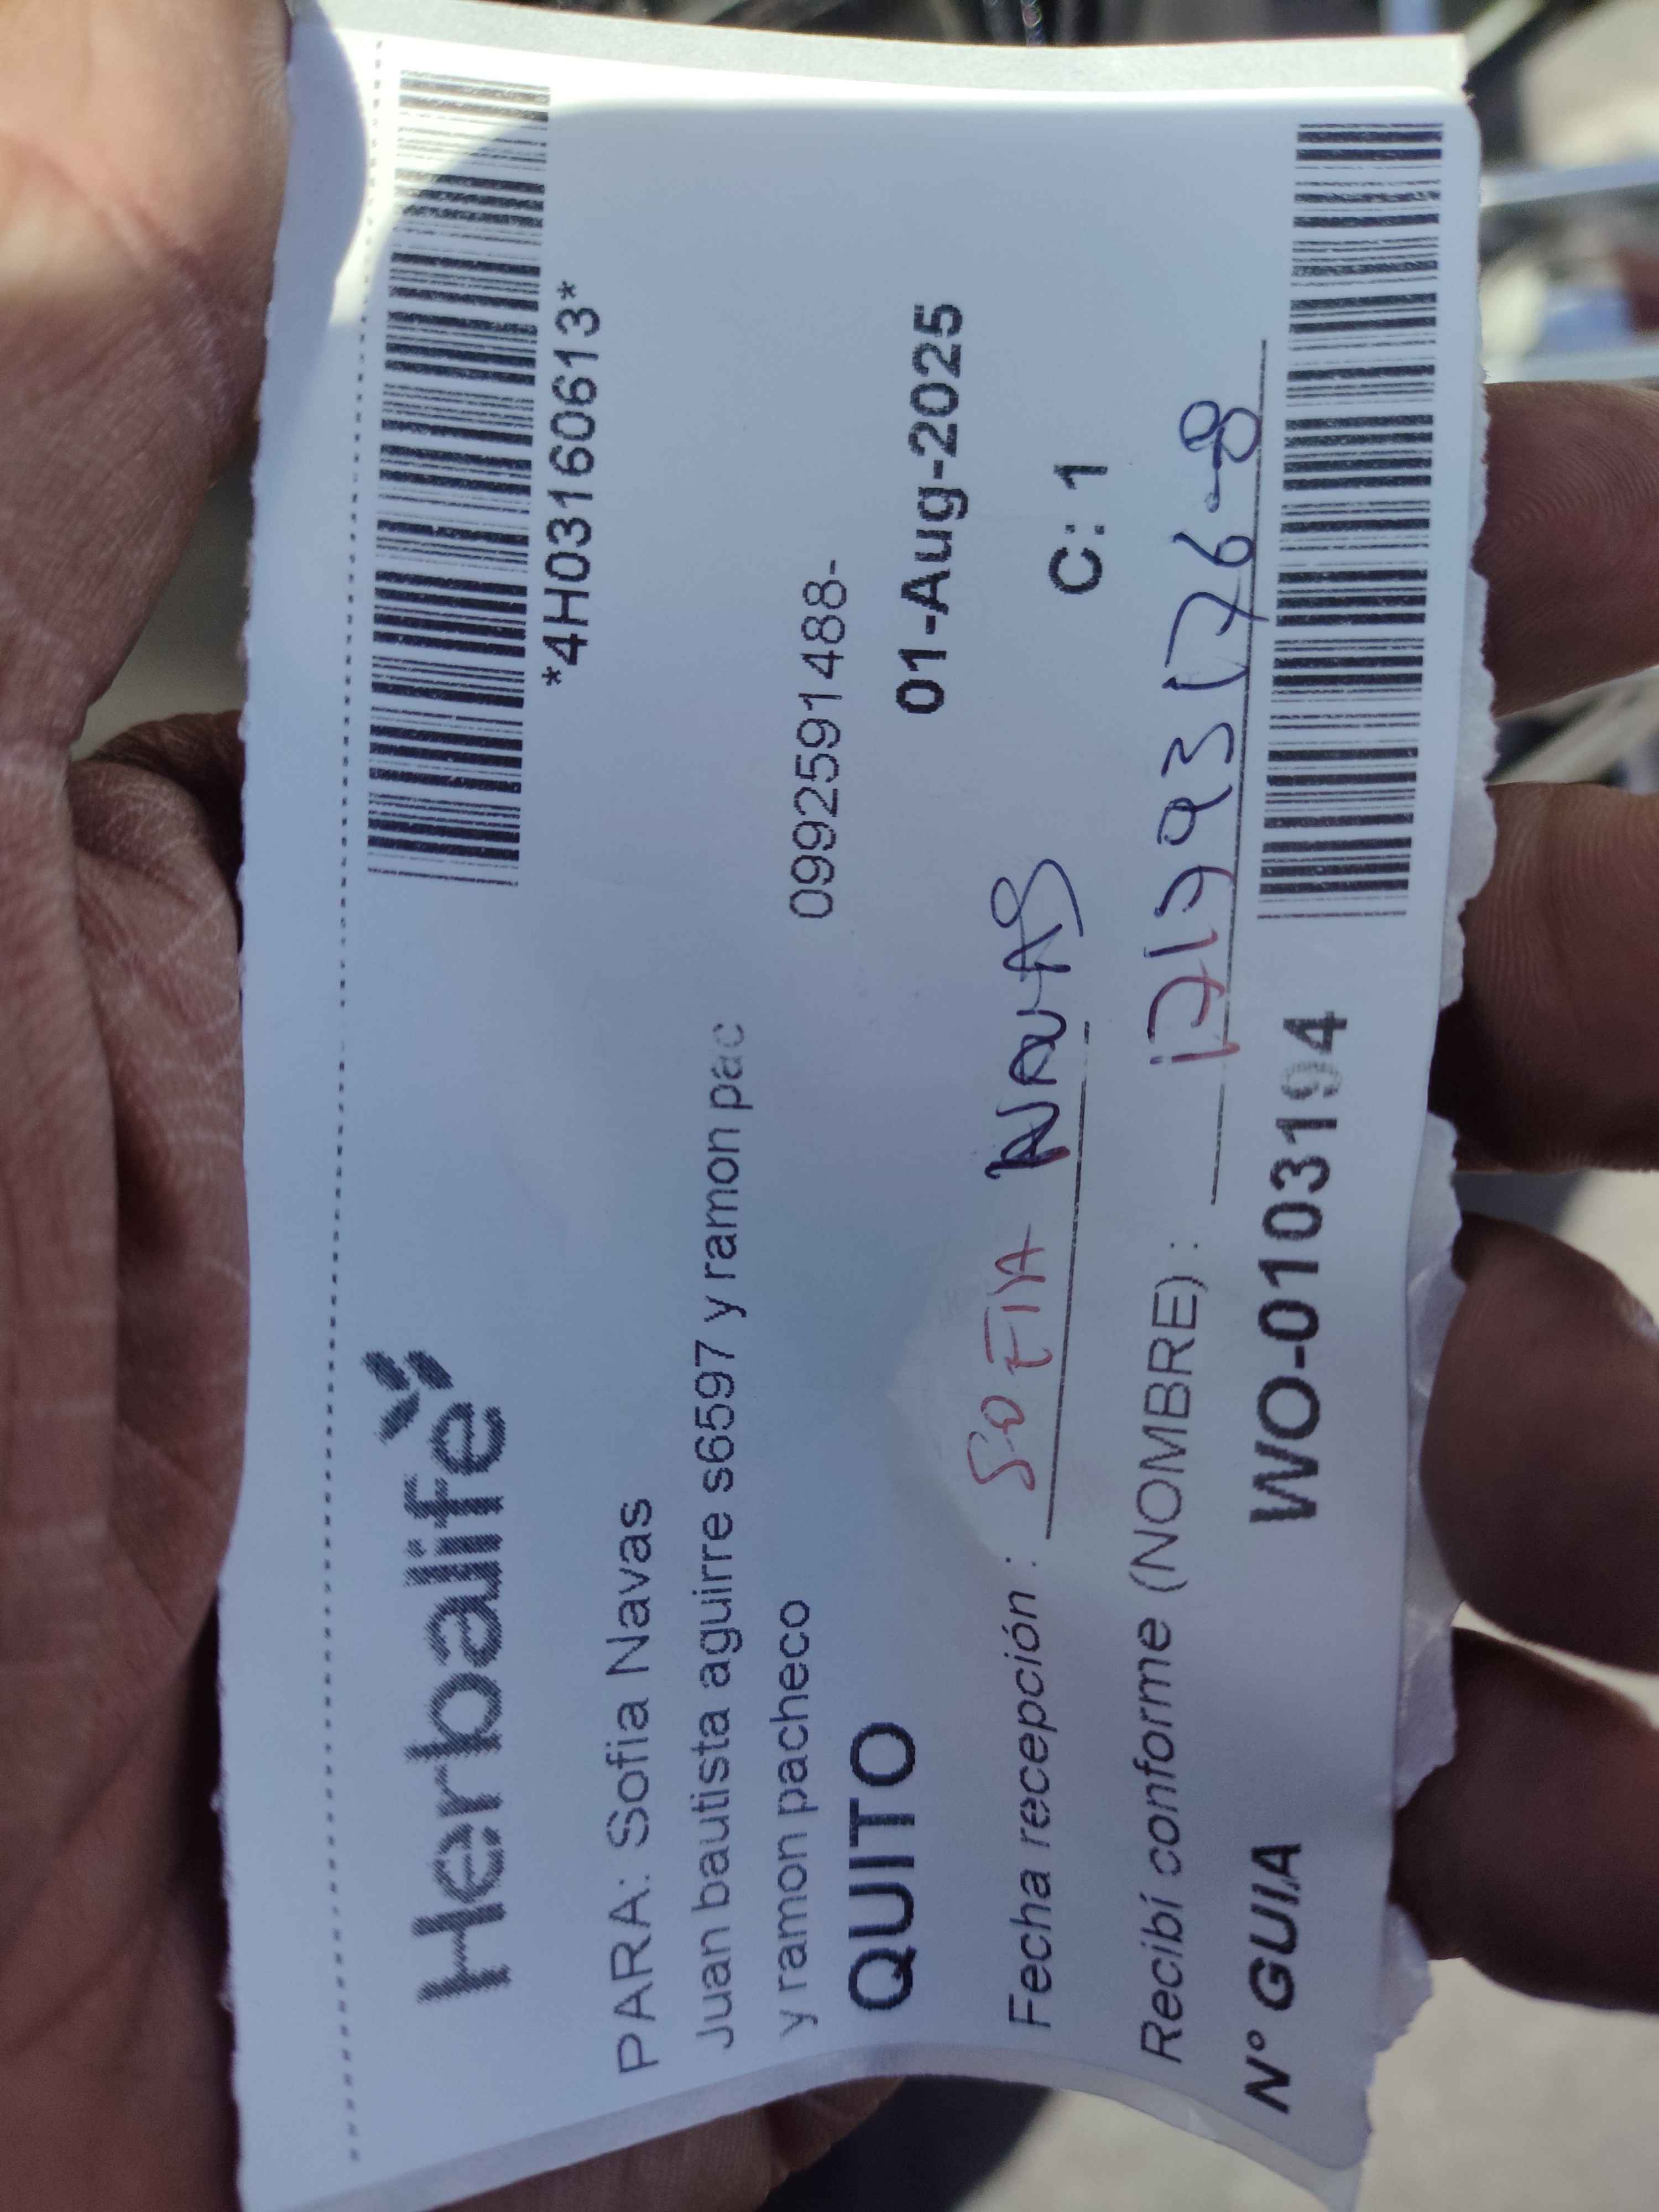 Herbalife
*4H03160613*
PARA: Sofia Navas
Juan bautista aguirre s6597 y ramon pac
y ramon pacheco
0992591488-
QUITO
01-Aug-2025
Fecha recepción : SOFIA NAVAS
C: 1
Recibí conforme (NOMBRE) :
N° GUIA WO-0103194